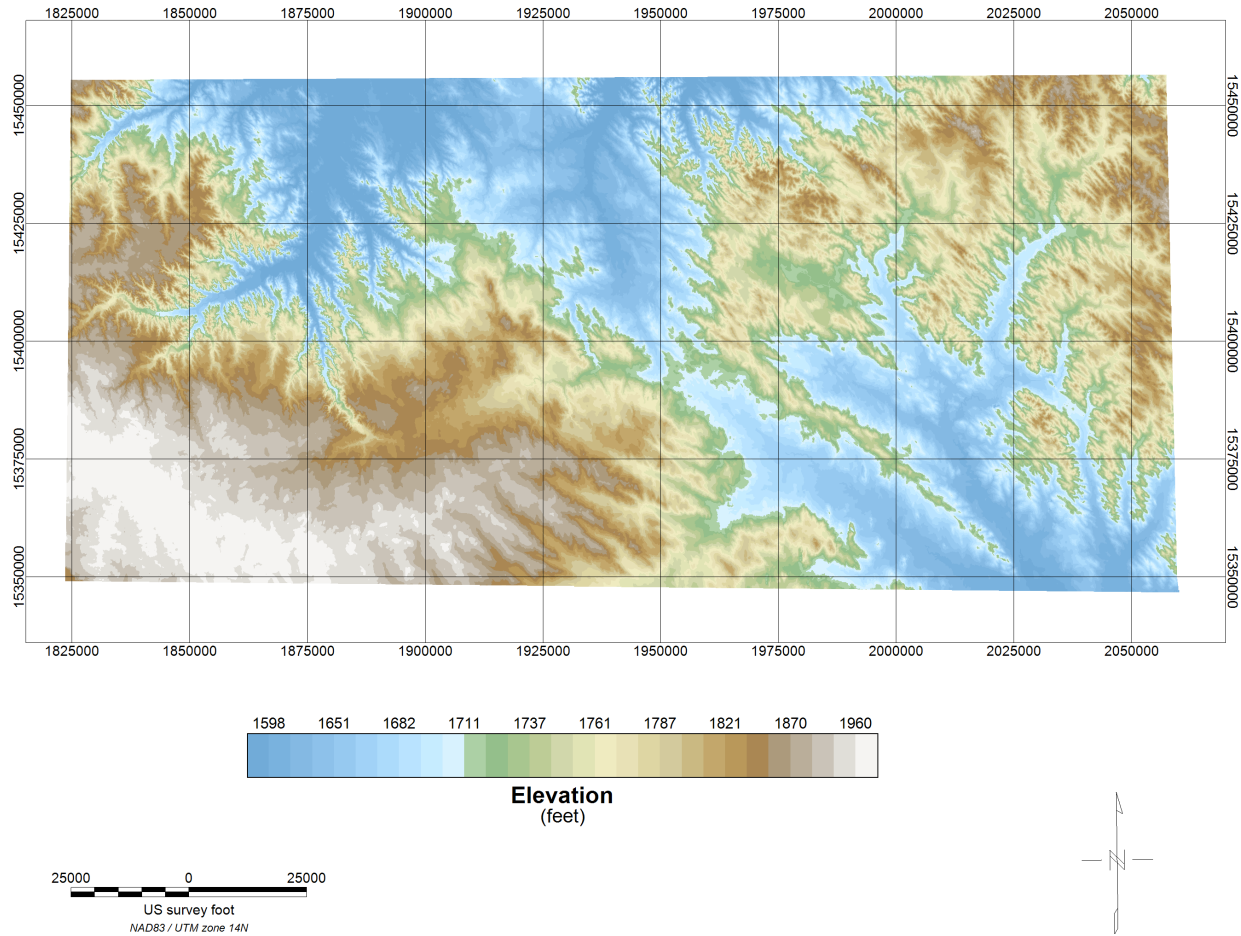 1825000 1850000 1875000 1900000 1925000 1950000 1975000 2000000 2025000 2050000
15450000 15450000
15425000 15425000
15400000 15400000
15375000 15375000
15350000 15350000
1825000 1850000 1875000 1900000 1925000 1950000 1975000 2000000 2025000 2050000
1598 1651 1682 1711 1737 1761 1787 1821 1870 1960
Elevation
(feet)
25000 0 25000
US survey foot
NAD83 / UTM zone 14N
N